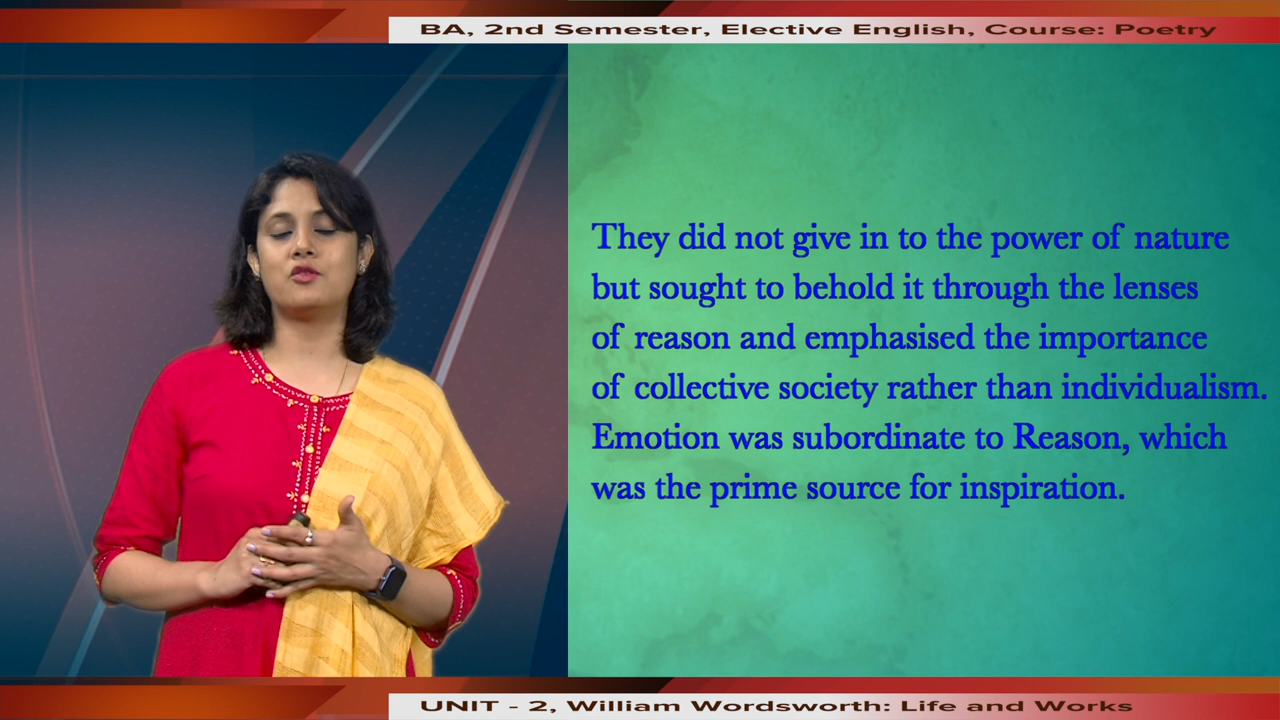 BA, 2nd Semester, Elective English, Course: Poetry
They did not give in to the power of nature
but sought to behold it through the lenses
of reason and emphasised the importance
of collective society rather than individualism.
Emotion was subordinate to Reason, which
was the prime source for inspiration.
UNIT - 2, William Wordsworth: Life and Works